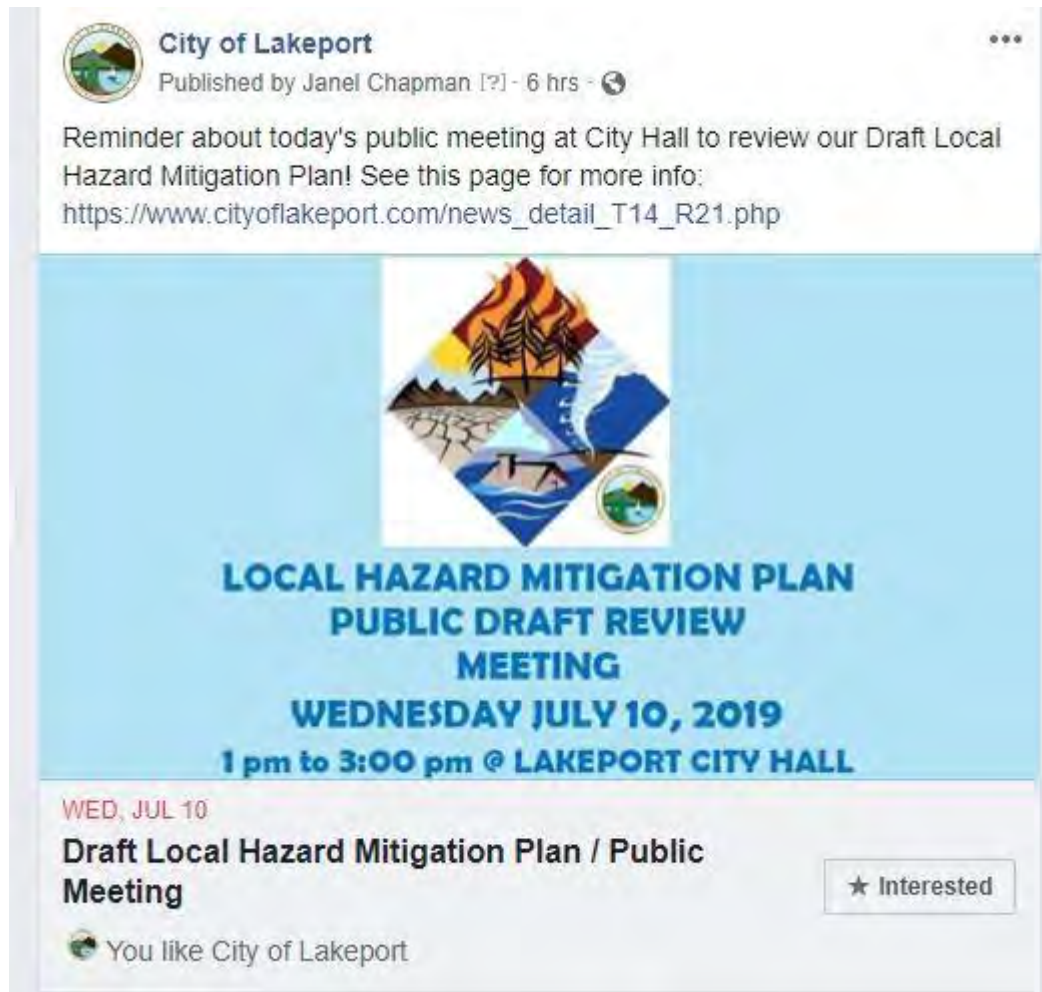 City of Lakeport
Published by Janel Chapman [?] · 6 hrs ·
Reminder about today's public meeting at City Hall to review our Draft Local
Hazard Mitigation Plan! See this page for more info:
https://www.cityoflakeport.com/news_detail_T14_R21.php
LOCAL HAZARD MITIGATION PLAN
PUBLIC DRAFT REVIEW
MEETING
WEDNESDAY JULY 10, 2019
1 pm to 3:00 pm @ LAKEPORT CITY HALL
WED, JUL 10
Draft Local Hazard Mitigation Plan / Public
Meeting
★ Interested
You like City of Lakeport